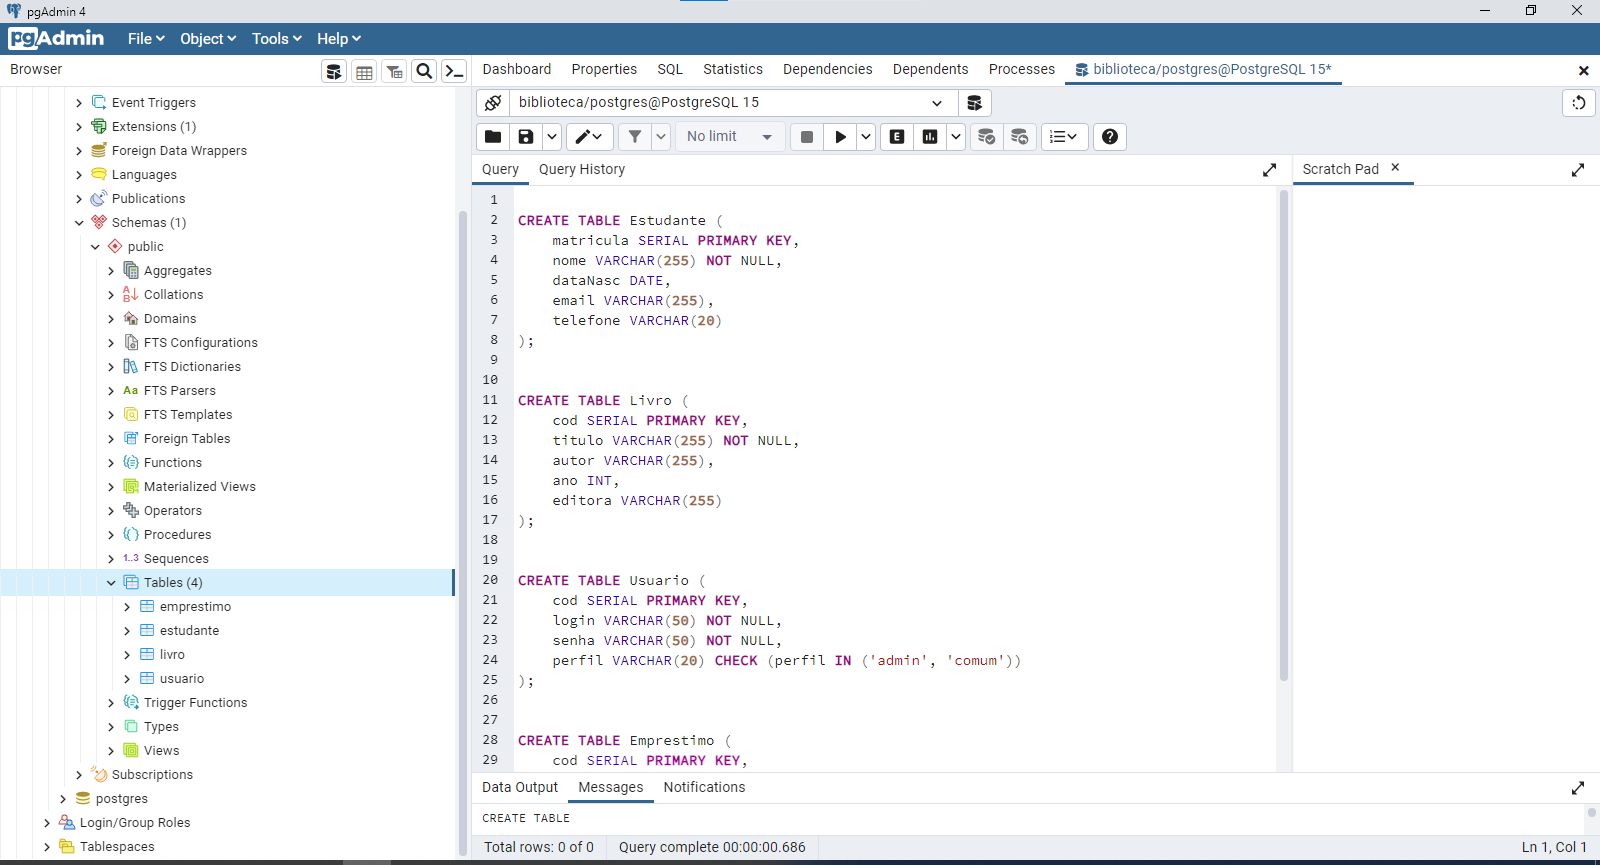 pgAdmin 4
pgAdmin File Object Tools Help
Browser
Dashboard Properties SQL Statistics Dependencies Dependents Processes biblioteca/postgres@PostgreSQL 15*
Event Triggers
Extensions (1)
Foreign Data Wrappers
Languages
Publications
Schemas (1)
public
Aggregates
Collations
Domains
FTS Configurations
FTS Dictionaries
Aa FTS Parsers
FTS Templates
Foreign Tables
Functions
Materialized Views
Operators
Procedures
1..3 Sequences
Tables (4)
emprestimo
estudante
livro
usuario
Trigger Functions
Types
Views
Subscriptions
postgres
Login/Group Roles
Tablespaces
biblioteca/postgres@PostgreSQL 15
No limit E
Query Query History
Scratch Pad
1
2 CREATE TABLE Estudante (
3 matricula SERIAL PRIMARY KEY,
4 nome VARCHAR(255) NOT NULL,
5 dataNasc DATE,
6 email VARCHAR(255),
7 telefone VARCHAR(20)
8 );
9
10
11 CREATE TABLE Livro (
12 cod SERIAL PRIMARY KEY,
13 titulo VARCHAR(255) NOT NULL,
14 autor VARCHAR(255),
15 ano INT,
16 editora VARCHAR(255)
17 );
18
19
20 CREATE TABLE Usuario (
21 cod SERIAL PRIMARY KEY,
22 login VARCHAR(50) NOT NULL,
23 senha VARCHAR(50) NOT NULL,
24 perfil VARCHAR(20) CHECK (perfil IN ('admin', 'comum'))
25 );
26
27
28 CREATE TABLE Emprestimo (
29 cod SERIAL PRIMARY KEY,
Data Output Messages Notifications
CREATE TABLE
Total rows: 0 of 0 Query complete 00:00:00.686 Ln 1, Col 1